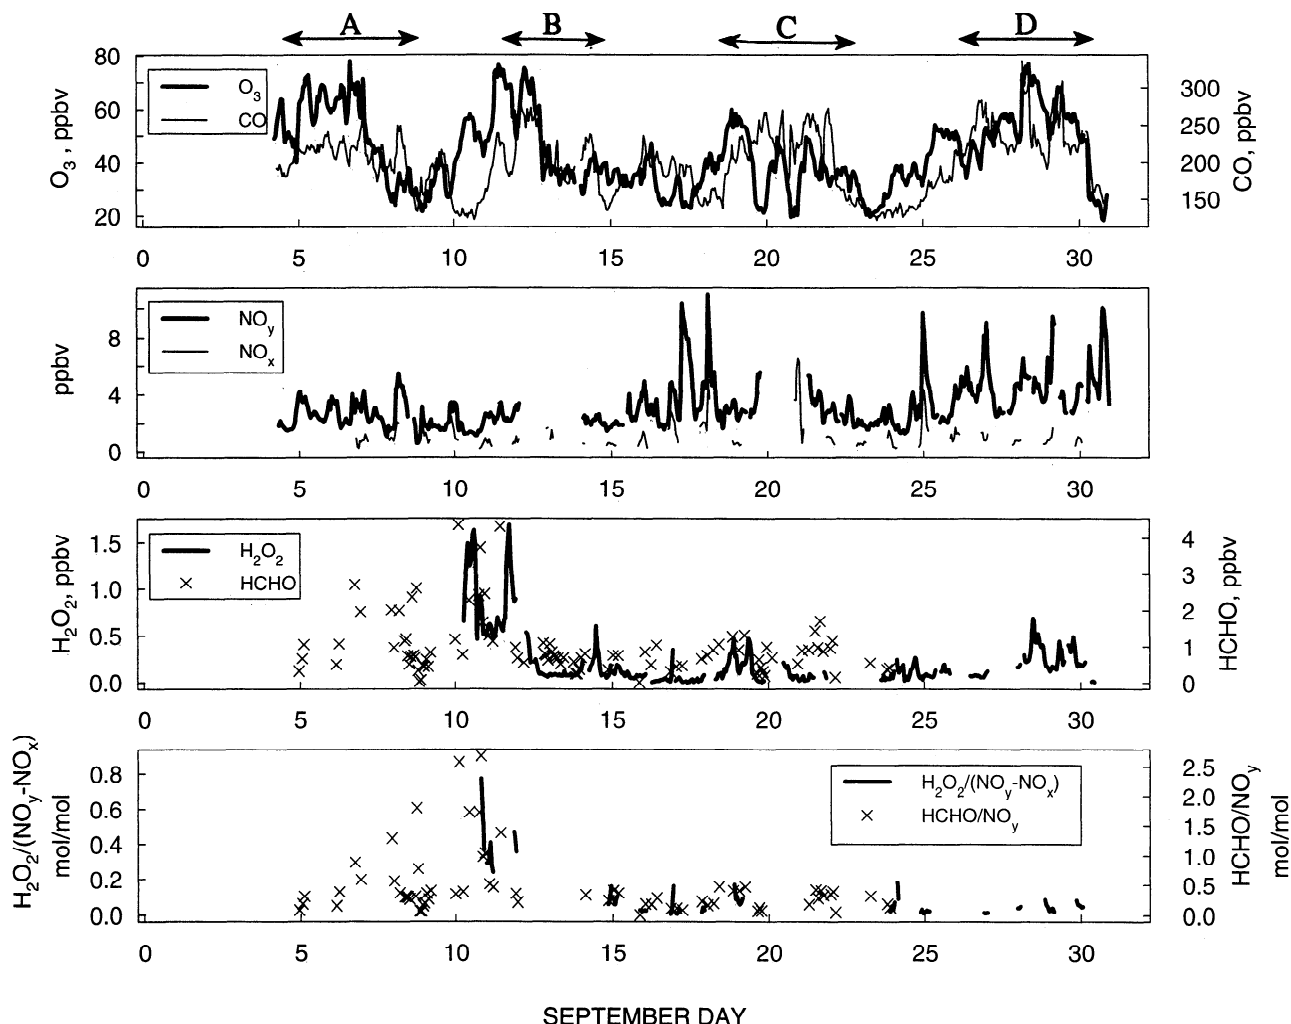 A B C D
80 60 40 20
O3, ppbv
O3
CO
300 250 200 150
CO, ppbv
0 5 10 15 20 25 30
8 4 0
ppbv
NOy
NOx
0 5 10 15 20 25 30
1.5 1.0 0.5 0.0
H2O2, ppbv
H2O2
HCHO
4 3 2 1 0
HCHO, ppbv
0 5 10 15 20 25 30
0.8 0.6 0.4 0.2 0.0
H2O2/(NOy-NOx)
mol/mol
H2O2/(NOy-NOx)
HCHO/NOy
2.5 2.0 1.5 1.0 0.5 0.0
HCHO/NOy
mol/mol
0 5 10 15 20 25 30
SEPTEMBER DAY